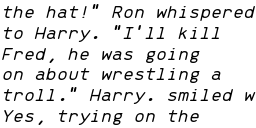 the hat!" Ron whispered
to Harry. "I'll kill
Fred, he was going
on about wrestling a
troll." Harry. smiled w
Yes, trying on the